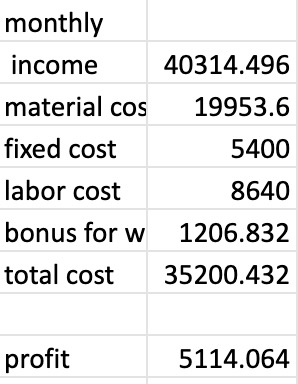 monthly
income 40314.496
material cos 19953.6
fixed cost 5400
labor cost 8640
bonus for w 1206.832
total cost 35200.432
profit 5114.064